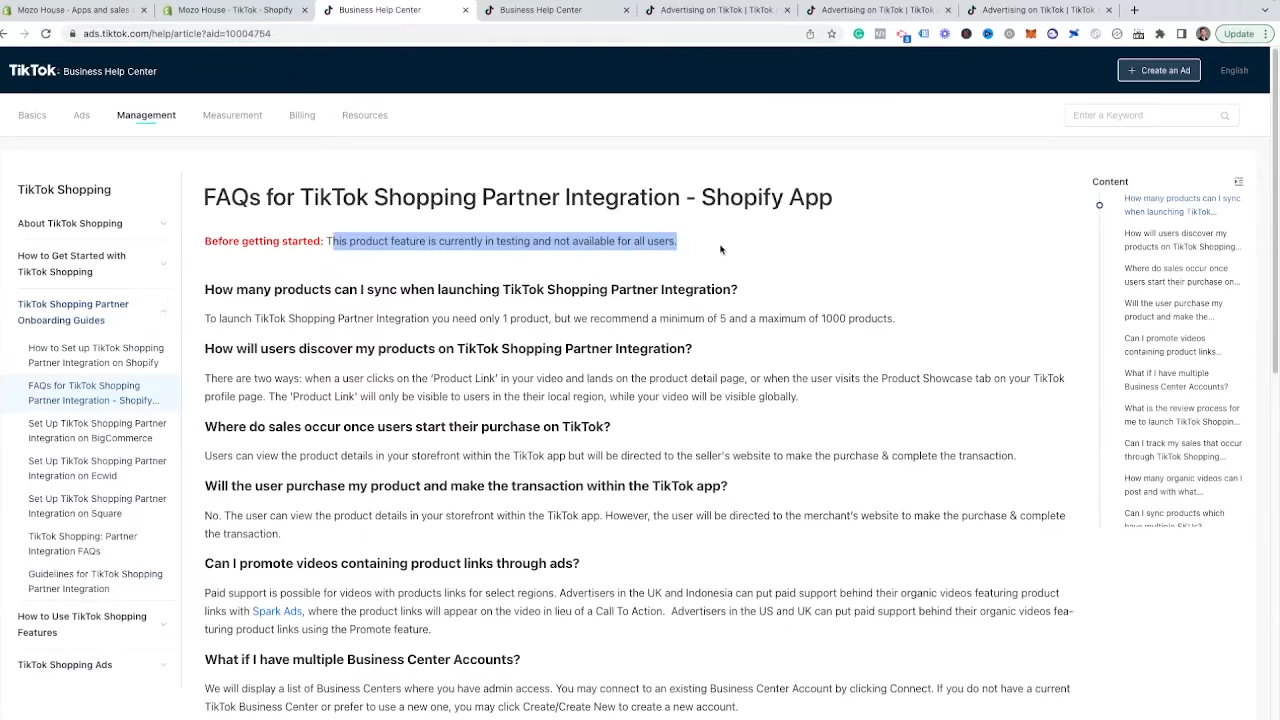 Mozo House · Apps and sales c
Mozo House · TikTok · Shopify
Business Help Center
Business Help Center
Advertising on TikTok | TikTok A
Advertising on TikTok | TikTok A
Advertising on TikTok | TikTok A
ads.tiktok.com/help/article?aid=10004754
Update
TikTok: Business Help Center
+ Create an Ad
English
Basics
Ads
Management
Measurement
Billing
Resources
Enter a Keyword
TikTok Shopping
About TikTok Shopping
How to Get Started with
TikTok Shopping
TikTok Shopping Partner
Onboarding Guides
How to Set up TikTok Shopping
Partner Integration on Shopify
FAQs for TikTok Shopping
Partner Integration - Shopify...
Set Up TikTok Shopping Partner
Integration on BigCommerce
Set Up TikTok Shopping Partner
Integration on Ecwid
Set Up TikTok Shopping Partner
Integration on Square
TikTok Shopping: Partner
Integration FAQs
Guidelines for TikTok Shopping
Partner Integration
How to Use TikTok Shopping
Features
TikTok Shopping Ads
FAQs for TikTok Shopping Partner Integration - Shopify App
Before getting started: This product feature is currently in testing and not available for all users.
How many products can I sync when launching TikTok Shopping Partner Integration?
To launch TikTok Shopping Partner Integration you need only 1 product, but we recommend a minimum of 5 and a maximum of 1000 products.
How will users discover my products on TikTok Shopping Partner Integration?
There are two ways: when a user clicks on the 'Product Link' in your video and lands on the product detail page, or when the user visits the Product Showcase tab on your TikTok
profile page. The 'Product Link' will only be visible to users in the their local region, while your video will be visible globally.
Where do sales occur once users start their purchase on TikTok?
Users can view the product details in your storefront within the TikTok app but will be directed to the seller's website to make the purchase & complete the transaction.
Will the user purchase my product and make the transaction within the TikTok app?
No. The user can view the product details in your storefront within the TikTok app. However, the user will be directed to the merchant's website to make the purchase & complete
the transaction.
Can I promote videos containing product links through ads?
Paid support is possible for videos with products links for select regions. Advertisers in the UK and Indonesia can put paid support behind their organic videos featuring product
links with Spark Ads, where the product links will appear on the video in lieu of a Call To Action. Advertisers in the US and UK can put paid support behind their organic videos fea-
turing product links using the Promote feature.
What if I have multiple Business Center Accounts?
We will display a list of Business Centers where you have admin access. You may connect to an existing Business Center Account by clicking Connect. If you do not have a current
TikTok Business Center or prefer to use a new one, you may click Create/Create New to create a new account.
Content
How many products can I sync
when launching TikTok...
How will users discover my
products on TikTok Shopping...
Where do sales occur once
users start their purchase on...
Will the user purchase my
product and make the...
Can I promote videos
containing product links...
What if I have multiple
Business Center Accounts?
What is the review process for
me to launch TikTok Shoppin...
Can I track my sales that occur
through TikTok Shopping...
How many organic videos can I
post and with what...
Can I sync products which
have multiple SKUs?